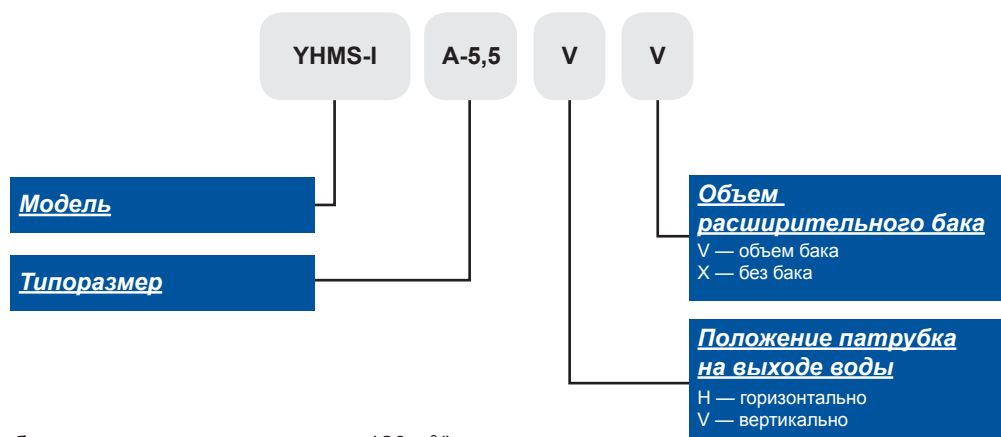 YHMS-I A-5,5 V V
Модель
Типоразмер
Объем
расширительного бака
V — объем бака
X — без бака
Положение патрубка
на выходе воды
H — горизонтально
V — вертикально